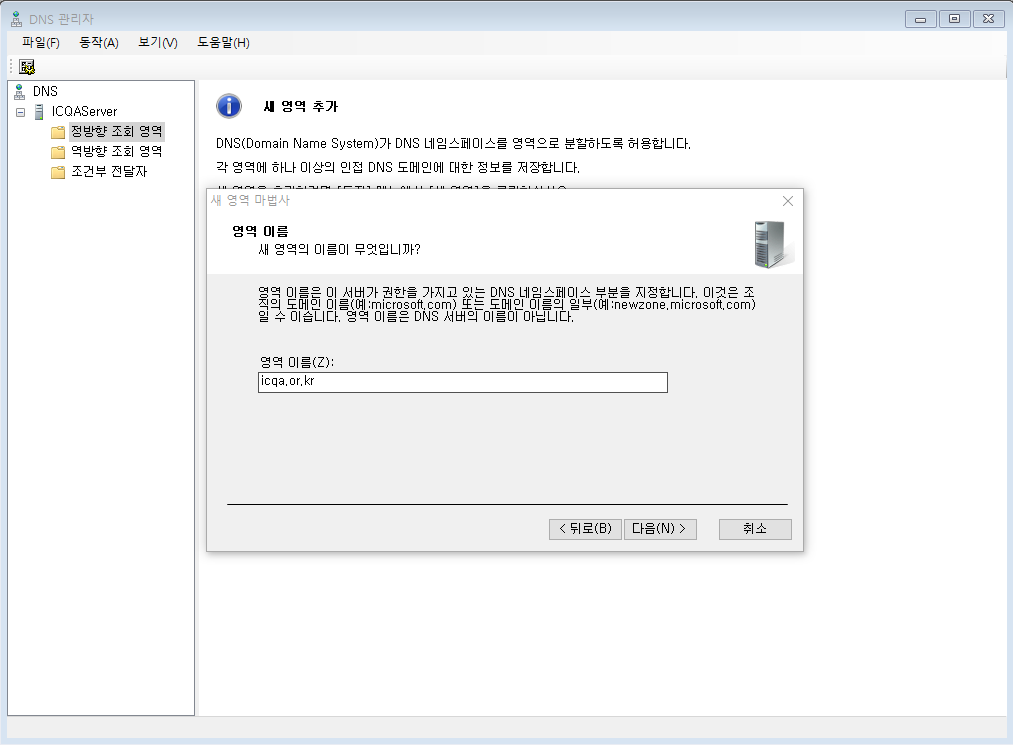 DNS 관리자
파일(F) 동작(A) 보기(V) 도움말(H)
DNS
ICQAServer
정방향 조회 영역
역방향 조회 영역
조건부 전달자
새 영역 추가
DNS(Domain Name System)가 DNS 네임스페이스를 영역으로 분할하도록 허용합니다.
각 영역에 하나 이상의 인접 DNS 도메인에 대한 정보를 저장합니다.
새 영역 마법사
영역 이름
새 영역의 이름이 무엇입니까?
영역 이름은 이 서버가 권한을 가지고 있는 DNS 네임스페이스 부분을 지정합니다. 이것은 조
직의 도메인 이름(예:microsoft.com) 또는 도메인 이름의 일부(예:newzone.microsoft.com)
일 수 이습니다. 영역 이름은 DNS 서버의 이름이 아닙니다.
영역 이름(Z):
icqa.or.kr
< 뒤로(B) 다음(N) > 취소